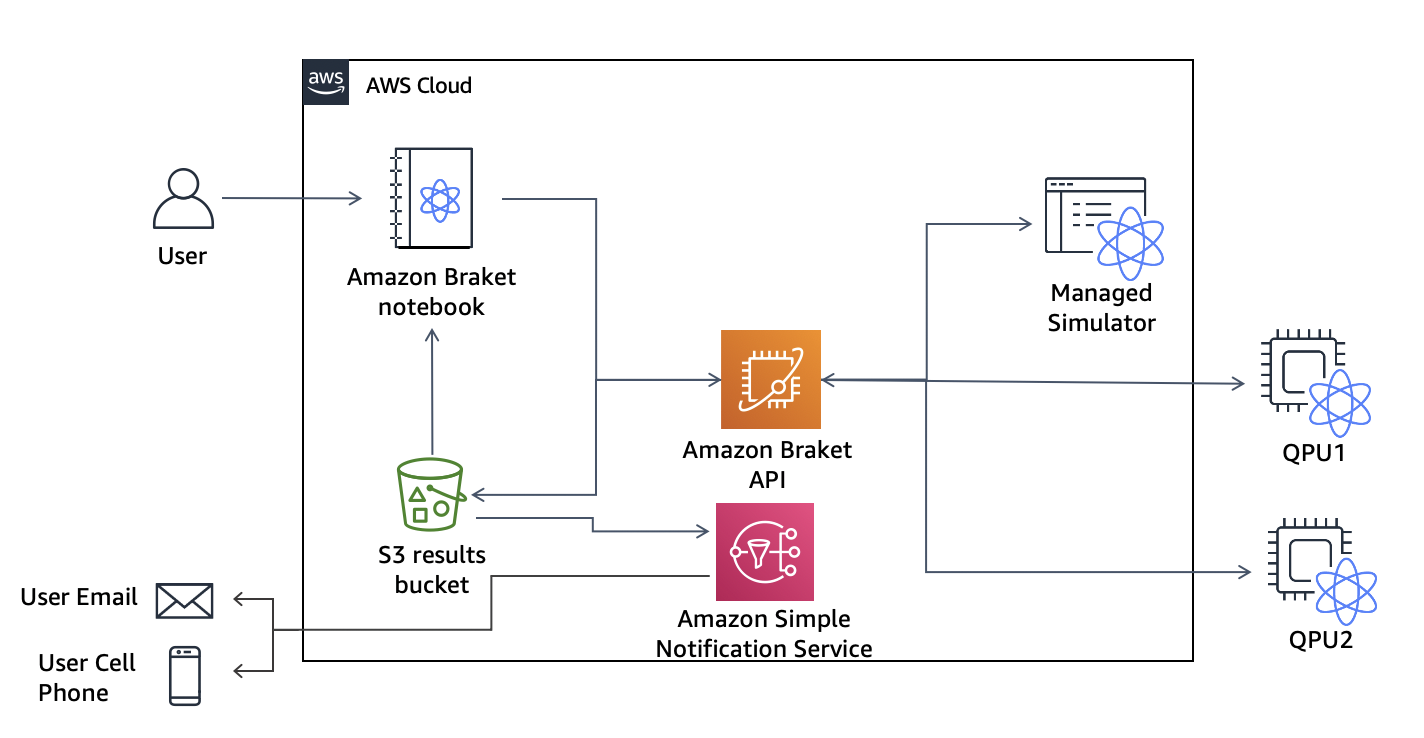 aws
AWS Cloud
User
Amazon Braket
notebook
Managed
Simulator
Amazon Braket
API
QPU1
S3 results
bucket
User Email
Amazon Simple
Notification Service
QPU2
User Cell
Phone